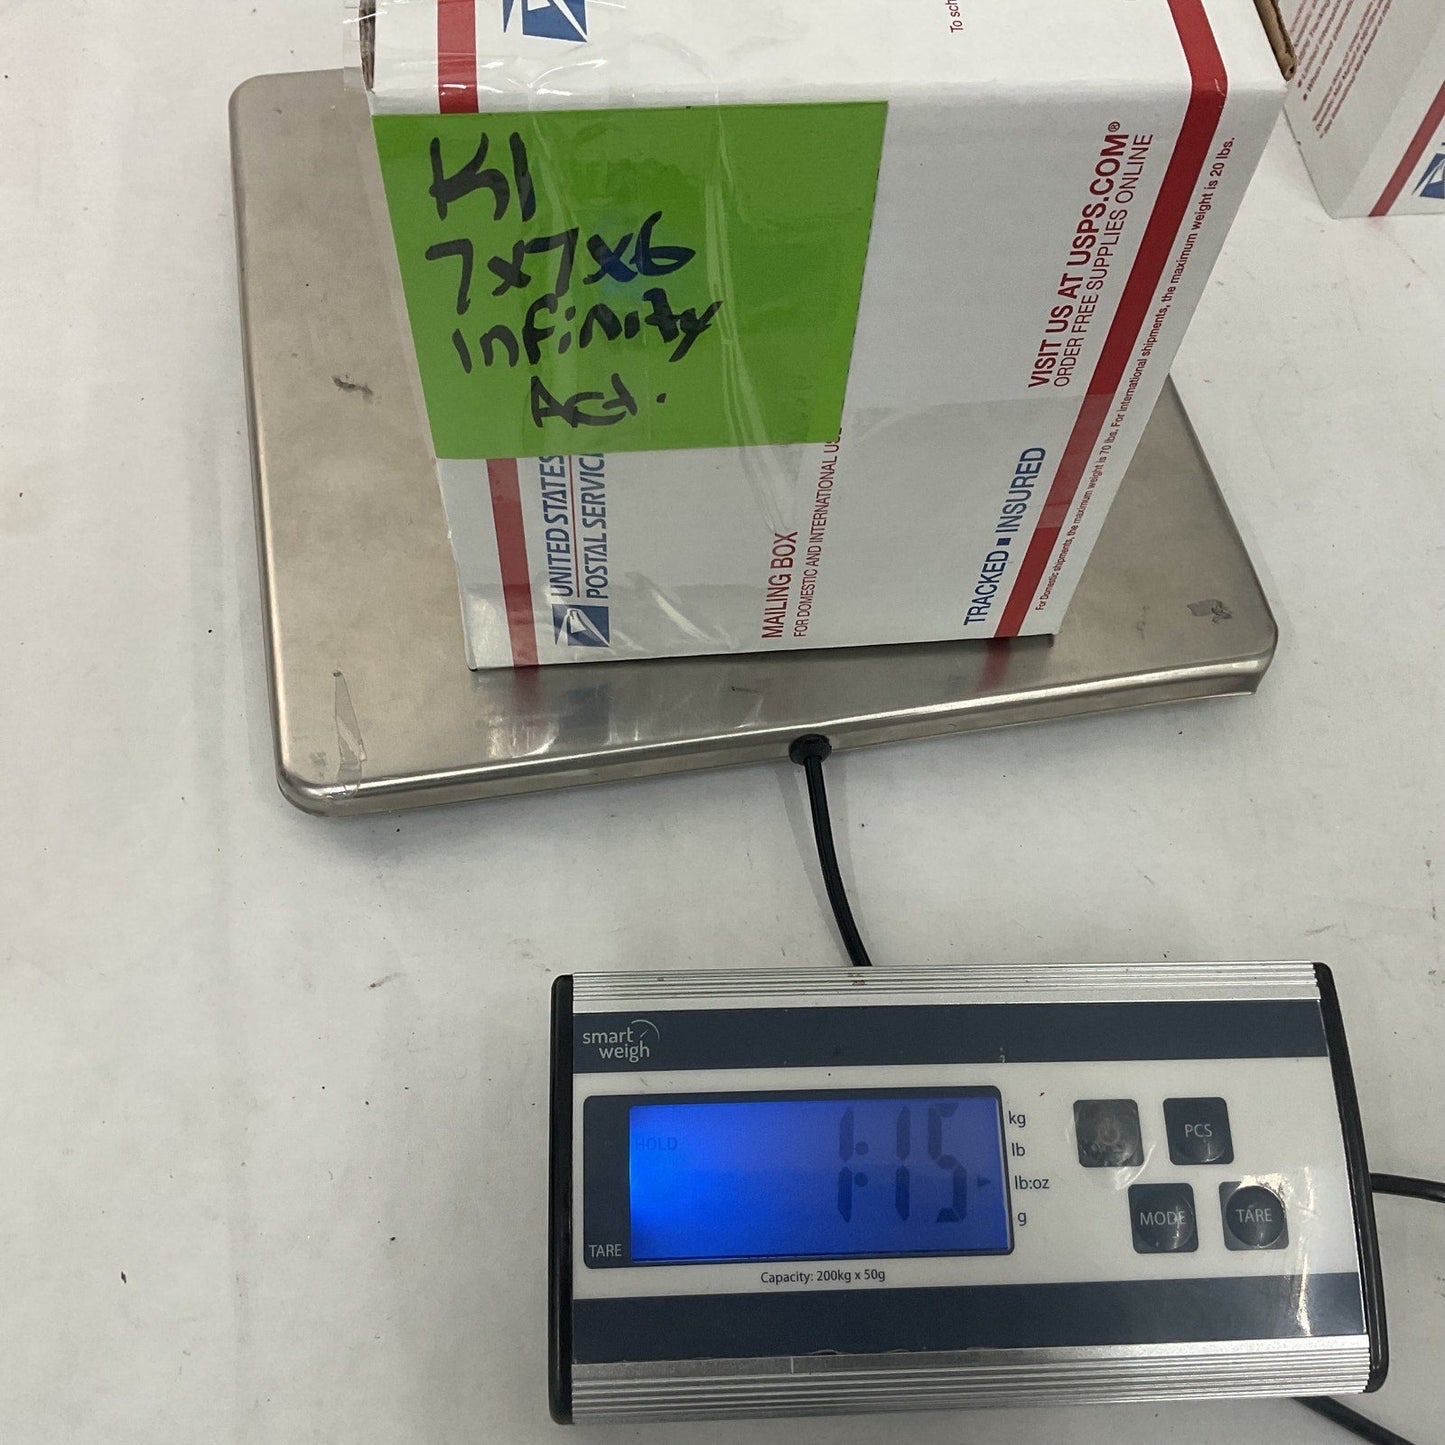 To sch
K1
7x7x6
Infinity
UNITED STATES
POSTAL SERVIC
MAILING BOX
FOR DOMESTIC AND INTERNATIONAL USE
VISIT US AT USPS.COM®
ORDER FREE SUPPLIES ONLINE
TRACKED ■ INSURED
For Domestic shipments, the maximum weight is 70 lbs. For international shipments, the maximum weight is 20 lbs.
smart
weigh
HOLD
1:15
TARE
kg
lb
lb:oz
g
PCS
MODE
TARE
Capacity: 200kg x 50g